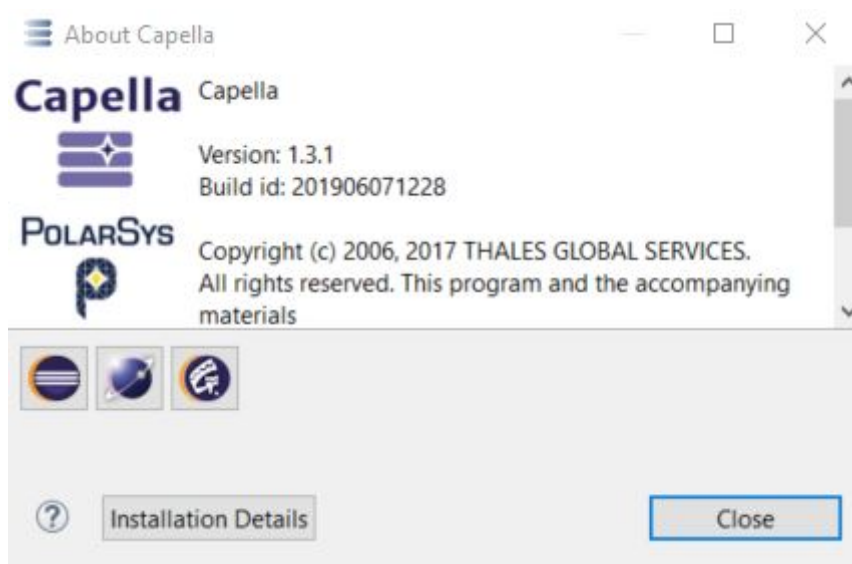 About Capella
Capella
Capella
Version: 1.3.1
Build id: 201906071228
POLARSYS
Copyright (c) 2006, 2017 THALES GLOBAL SERVICES.
All rights reserved. This program and the accompanying
materials
? Installation Details
Close